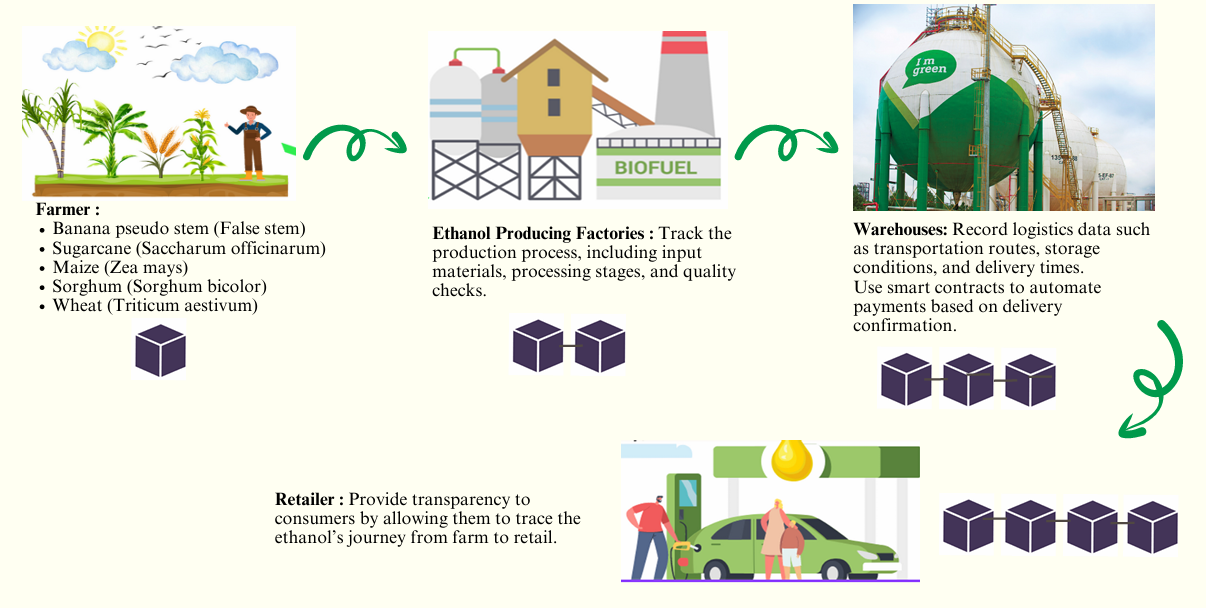 I'm
green
BIOFUEL
Farmer :
• Banana pseudo stem (False stem)
• Sugarcane (Saccharum officinarum)
• Maize (Zea mays)
• Sorghum (Sorghum bicolor)
• Wheat (Triticum aestivum)
Ethanol Producing Factories : Track the
production process, including input
materials, processing stages, and quality
checks.
Warehouses: Record logistics data such
as transportation routes, storage
conditions, and delivery times.
Use smart contracts to automate
payments based on delivery
confirmation.
Retailer : Provide transparency to
consumers by allowing them to trace the
ethanol's journey from farm to retail.